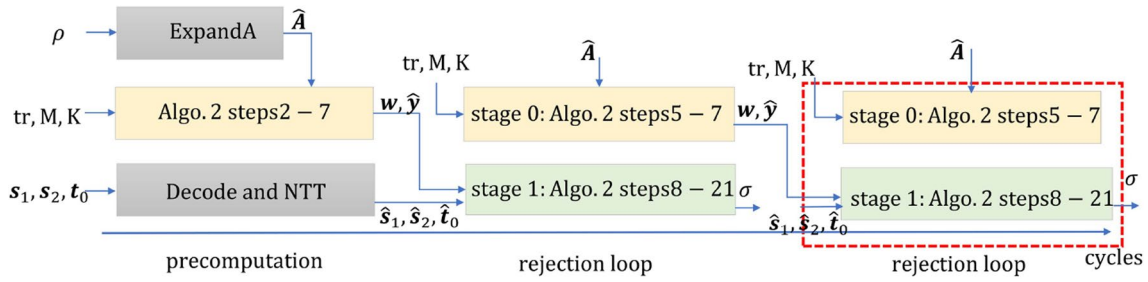 ρ
ExpandA
Â
Â
Â
tr, M, K
tr, M, K
tr, M, K
Algo. 2 steps2 − 7
w, ŷ
stage 0: Algo. 2 steps5 − 7
w, ŷ
stage 0: Algo. 2 steps5 − 7
s₁, s₂, t₀
Decode and NTT
ŝ₁, ŝ₂, t̂₀
stage 1: Algo. 2 steps8 − 21
σ
ŝ₁, ŝ₂, t̂₀
stage 1: Algo. 2 steps8 − 21
σ
precomputation
rejection loop
rejection loop
cycles